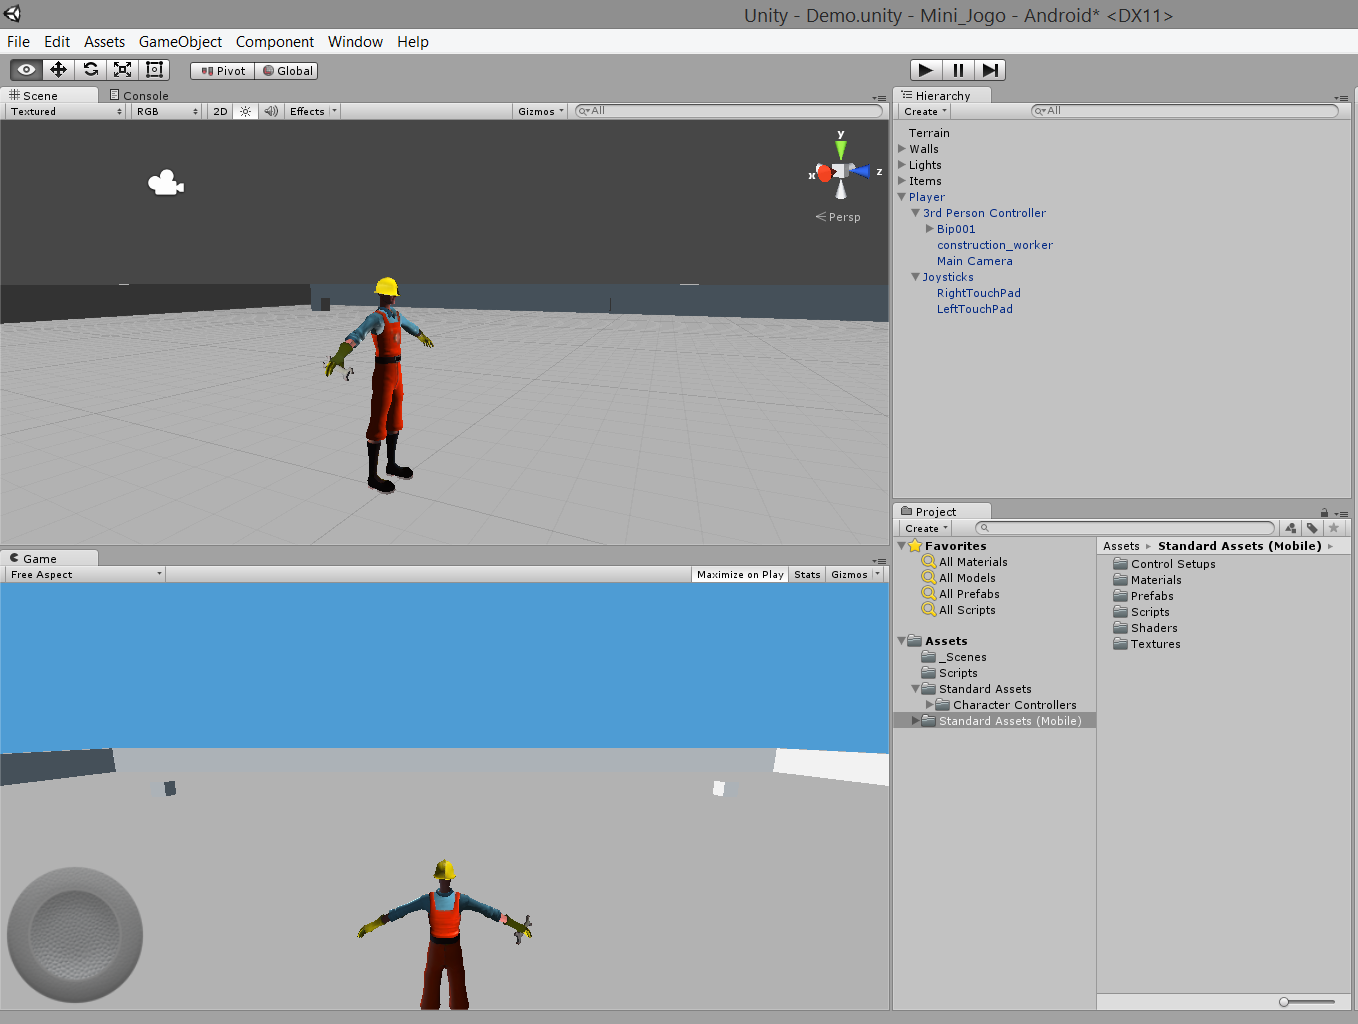 Unity - Demo.unity - Mini_Jogo - Android* <DX11>
File Edit Assets GameObject Component Window Help
Pivot Global
Scene Console
Textured RGB 2D Effects Gizmos All
y
x z
Persp
Hierarchy
Create All
Terrain
Walls
Lights
Items
Player
3rd Person Controller
Bip001
construction_worker
Main Camera
Joysticks
RightTouchPad
LeftTouchPad
Game
Free Aspect Maximize on Play Stats Gizmos
Project
Create
Favorites
All Materials
All Models
All Prefabs
All Scripts
Assets
_Scenes
Scripts
Standard Assets
Character Controllers
Standard Assets (Mobile)
Assets Standard Assets (Mobile)
Control Setups
Materials
Prefabs
Scripts
Shaders
Textures